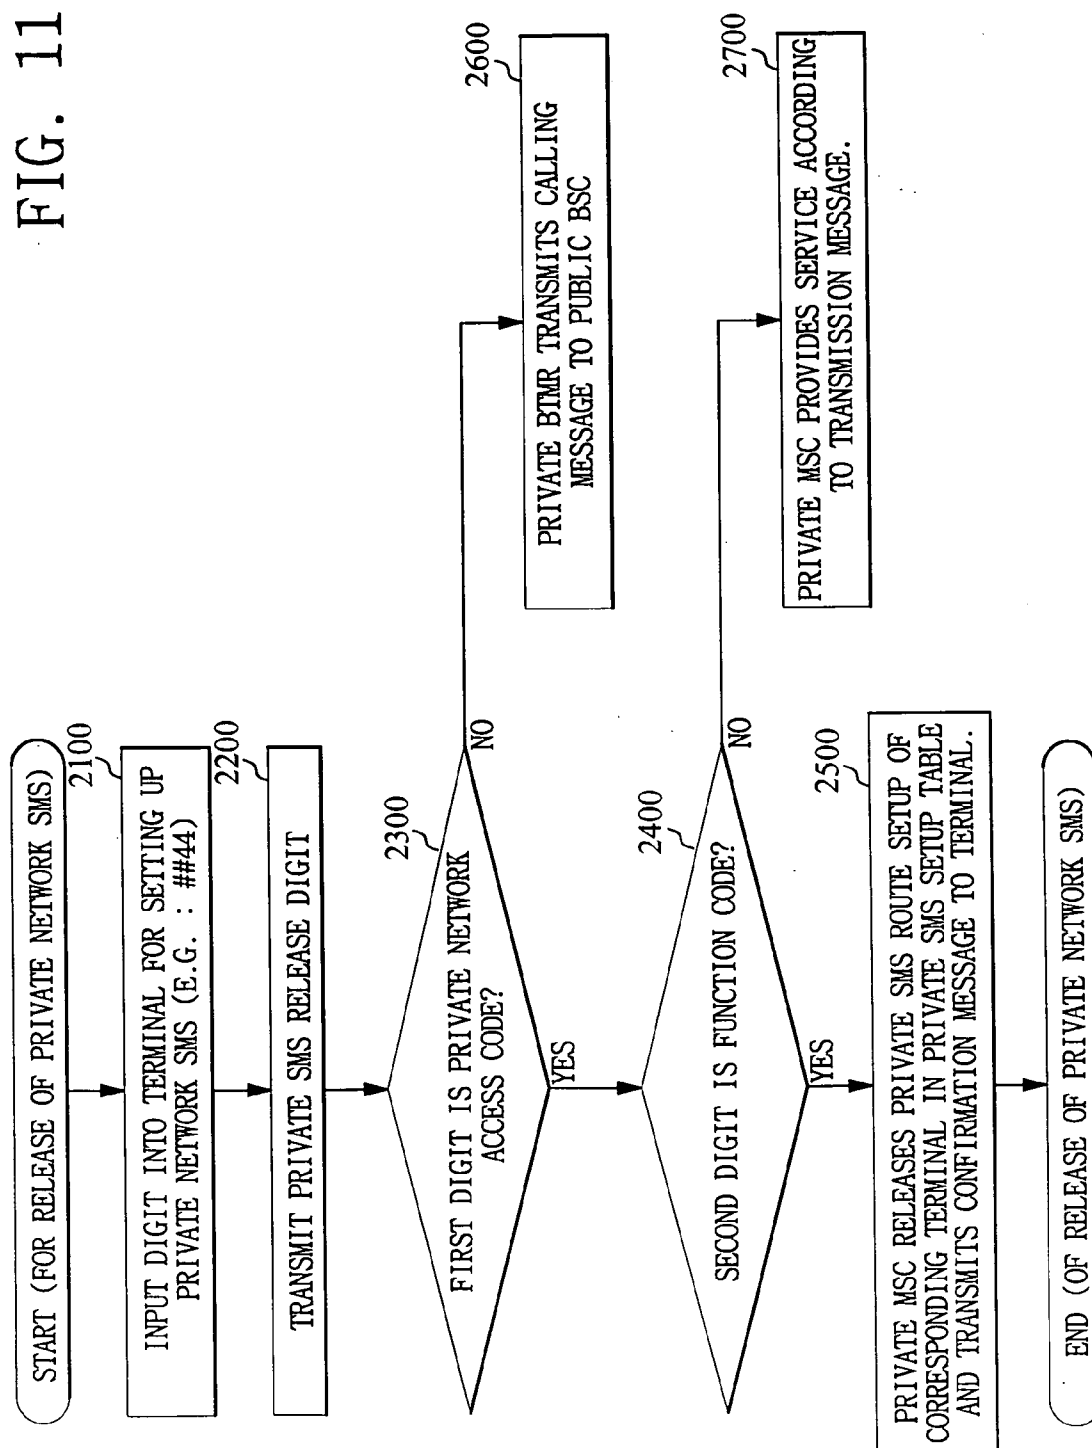 FIG. 11
START (FOR RELEASE OF PRIVATE NETWORK SMS)
2100
INPUT DIGIT INTO TERMINAL FOR SETTING UP
PRIVATE NETWORK SMS (E.G. : ##44)
2200
TRANSMIT PRIVATE SMS RELEASE DIGIT
2300
FIRST DIGIT IS PRIVATE NETWORK
ACCESS CODE?
NO
YES
2600
PRIVATE BTMR TRANSMITS CALLING
MESSAGE TO PUBLIC BSC
2400
SECOND DIGIT IS FUNCTION CODE?
NO
YES
2700
PRIVATE MSC PROVIDES SERVICE ACCORDING
TO TRANSMISSION MESSAGE.
2500
PRIVATE MSC RELEASES PRIVATE SMS ROUTE SETUP OF
CORRESPONDING TERMINAL IN PRIVATE SMS SETUP TABLE
AND TRANSMITS CONFIRMATION MESSAGE TO TERMINAL.
END (OF RELEASE OF PRIVATE NETWORK SMS)